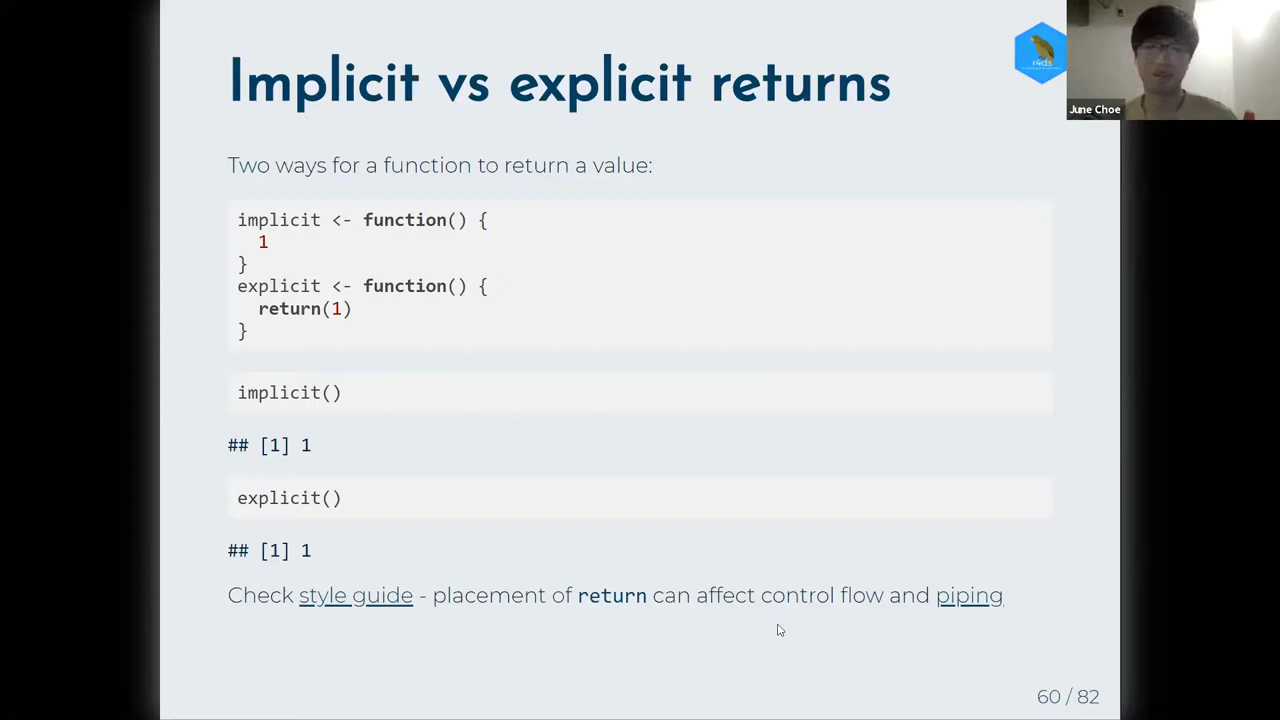 Implicit vs explicit returns
r4ds
June Choe
Two ways for a function to return a value:
implicit <- function() {
  1
}
explicit <- function() {
  return(1)
}
implicit()
## [1] 1
explicit()
## [1] 1
Check style guide - placement of return can affect control flow and piping
60 / 82